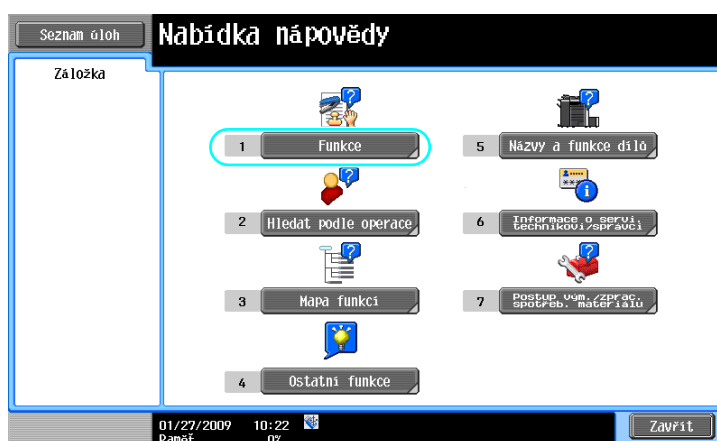 Seznam úloh
Nabídka nápovědy
Záložka
1 Funkce
2 Hledat podle operace
3 Mapa funkcí
4 Ostatní funkce
5 Názvy a funkce dílů
6 Informace o servi.
technikovi/správci
7 Postup vým./zprac.
spotřeb. materiálu
01/27/2009 10:22
Paměť 0%
Zavřít